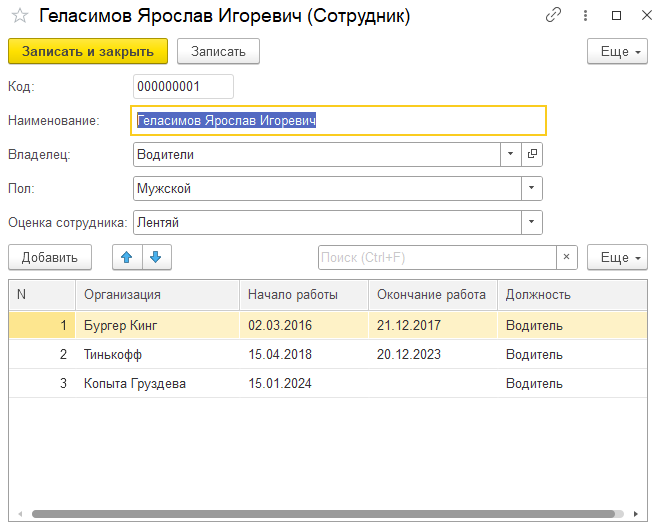 Геласимов Ярослав Игоревич (Сотрудник)
Записать и закрыть Записать Еще
Код: 000000001
Наименование: Геласимов Ярослав Игоревич
Владелец: Водители
Пол: Мужской
Оценка сотрудника: Лентяй
Добавить Поиск (Ctrl+F) × Еще
N Организация Начало работы Окончание работа Должность
1 Бургер Кинг 02.03.2016 21.12.2017 Водитель
2 Тинькофф 15.04.2018 20.12.2023 Водитель
3 Копыта Груздева 15.01.2024 Водитель